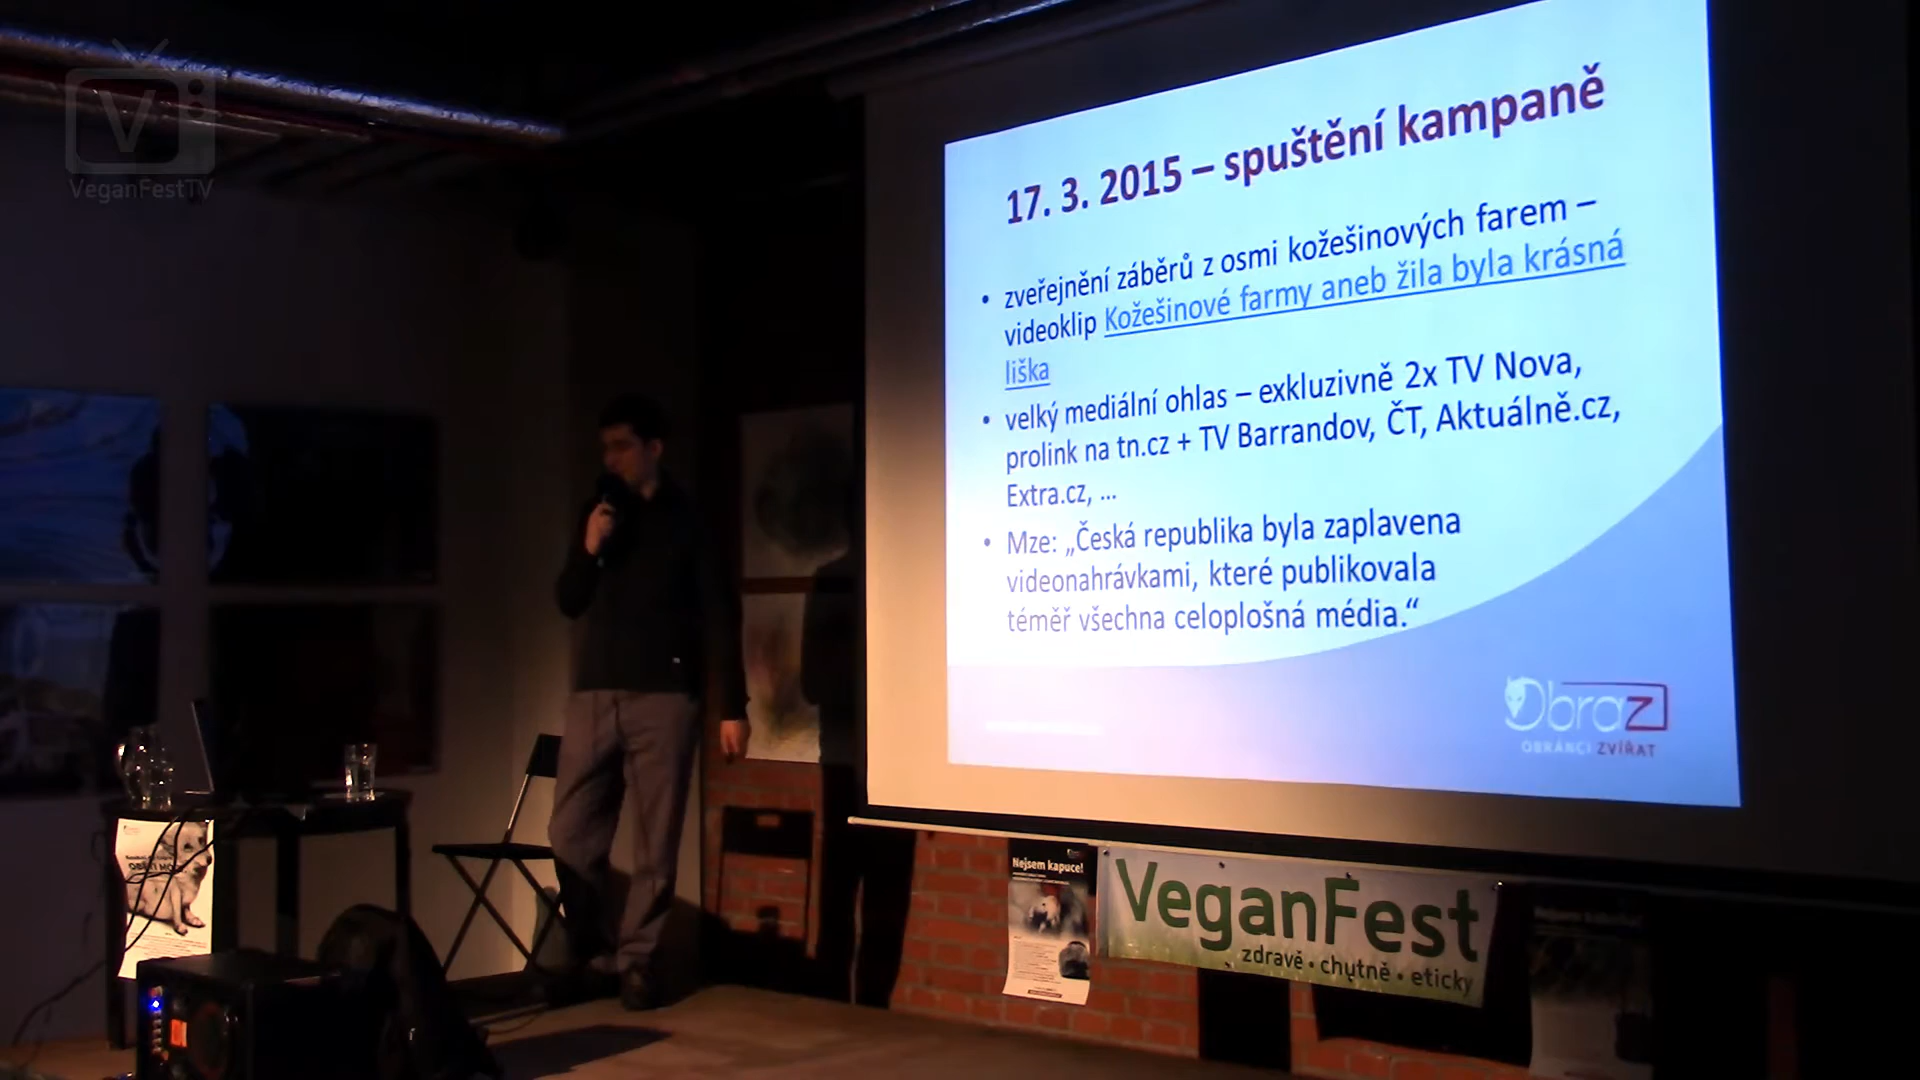 VeganFestTV
17. 3. 2015 – spuštění kampaně
• zveřejnění záběrů z osmi kožešinových farem –
videoklip Kožešinové farmy aneb žila byla krásná
liška
• velký mediální ohlas – exkluzivně 2x TV Nova,
prolink na tn.cz + TV Barrandov, ČT, Aktuálně.cz,
Extra.cz, ...
• Mze: „Česká republika byla zaplavena
videonahrávkami, které publikovala
téměř všechna celoplošná média.“
Obraz
OBRÁNCI ZVÍŘAT
Nejsem kapuce!
VeganFest
zdravě • chutně • eticky